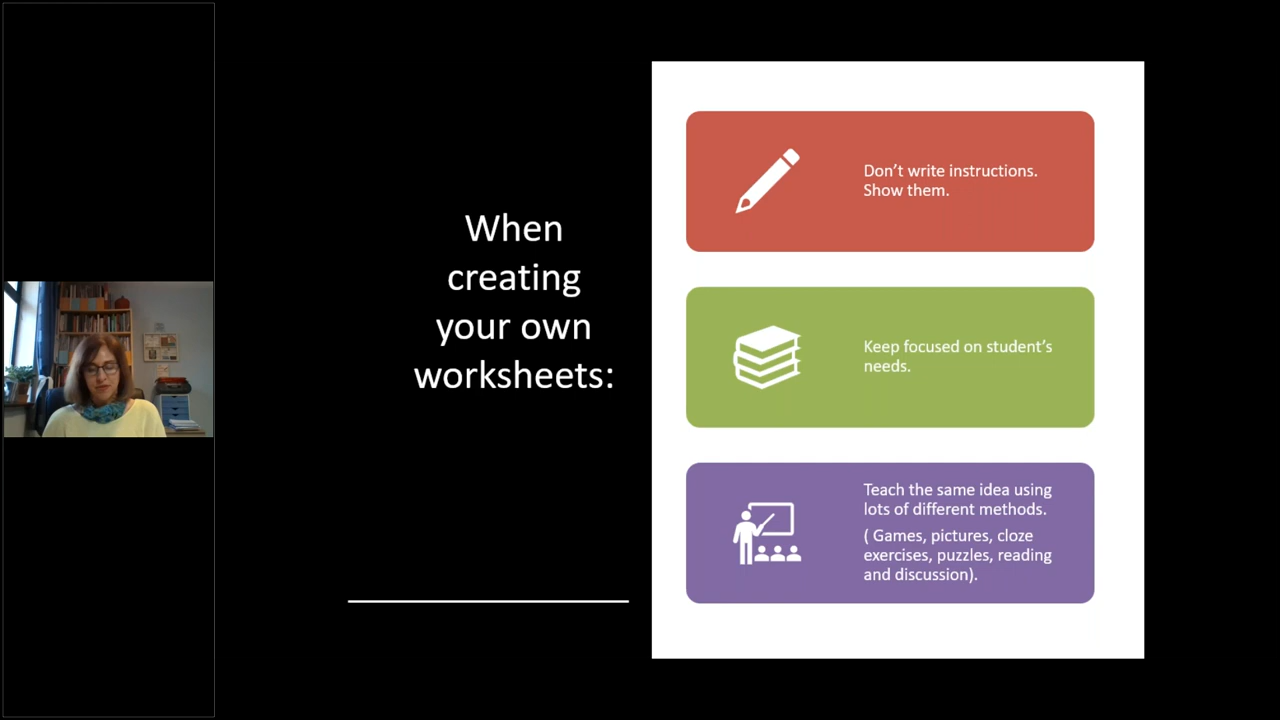 When
creating
your own
worksheets:
Don’t write instructions.
Show them.
Keep focused on student’s
needs.
Teach the same idea using
lots of different methods.
( Games, pictures, cloze
exercises, puzzles, reading
and discussion).